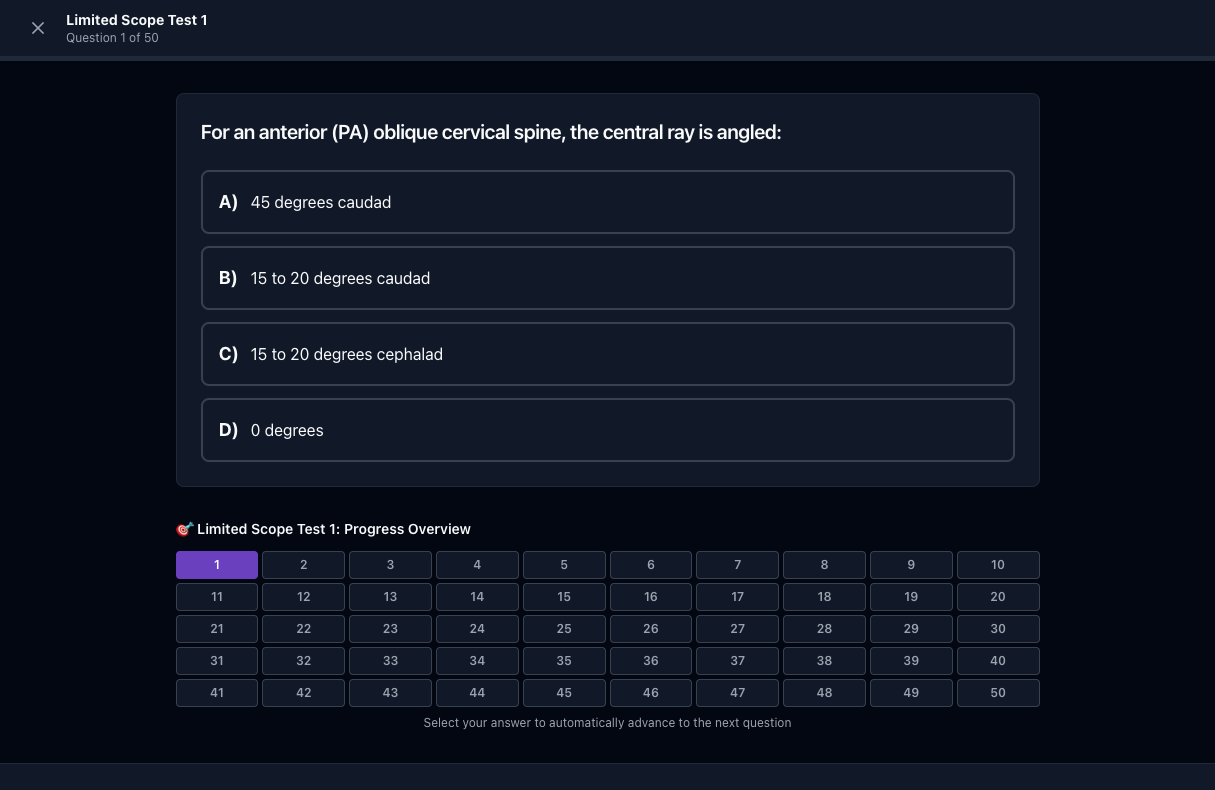 Limited Scope Test 1
Question 1 of 50
For an anterior (PA) oblique cervical spine, the central ray is angled:
A) 45 degrees caudad
B) 15 to 20 degrees caudad
C) 15 to 20 degrees cephalad
D) 0 degrees
🎯 Limited Scope Test 1: Progress Overview
1 2 3 4 5 6 7 8 9 10
11 12 13 14 15 16 17 18 19 20
21 22 23 24 25 26 27 28 29 30
31 32 33 34 35 36 37 38 39 40
41 42 43 44 45 46 47 48 49 50
Select your answer to automatically advance to the next question